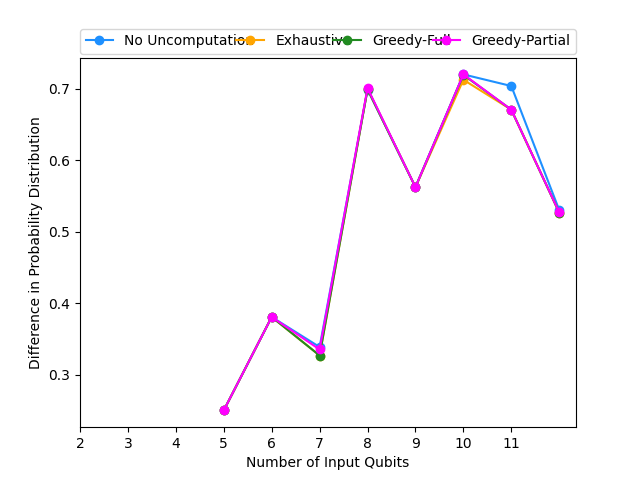 No Uncomputation Exhaustive Greedy-Full Greedy-Partial
Difference in Probability Distribution
0.7
0.6
0.5
0.4
0.3
2 3 4 5 6 7 8 9 10 11
Number of Input Qubits